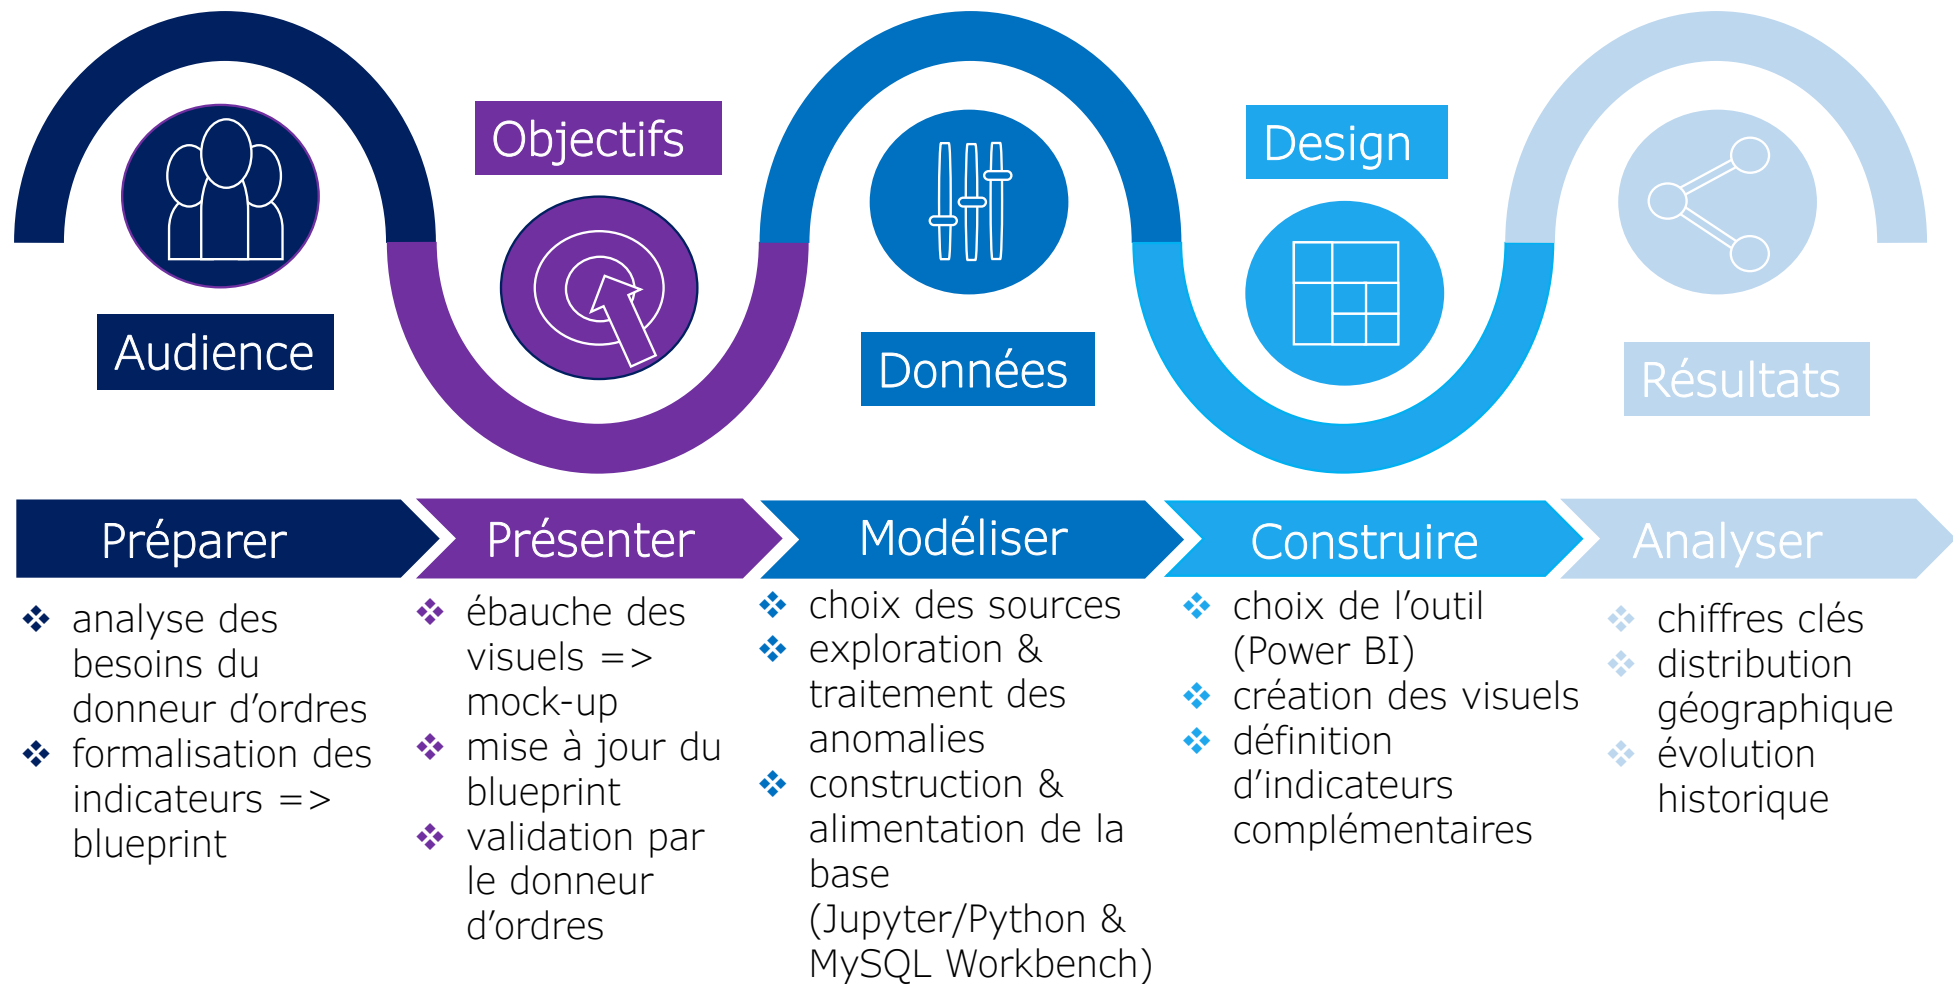 Audience
Objectifs
Données
Design
Résultats
Préparer
Présenter
Modéliser
Construire
Analyser
❖ analyse des
besoins du
donneur d’ordres
❖ formalisation des
indicateurs =>
blueprint
❖ ébauche des
visuels =>
mock-up
❖ mise à jour du
blueprint
❖ validation par
le donneur
d’ordres
❖ choix des sources
❖ exploration &
traitement des
anomalies
❖ construction &
alimentation de la
base
(Jupyter/Python &
MySQL Workbench)
❖ choix de l’outil
(Power BI)
❖ création des visuels
❖ définition
d’indicateurs
complémentaires
❖ chiffres clés
❖ distribution
géographique
❖ évolution
historique